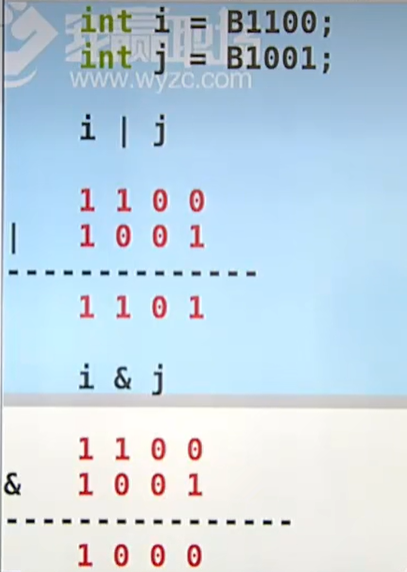 int i = B1100;
int j = B1001;
www.wyzc.com
i | j
1 1 0 0
| 1 0 0 1
--------------
1 1 0 1
i & j
1 1 0 0
& 1 0 0 1
----------------
1 0 0 0